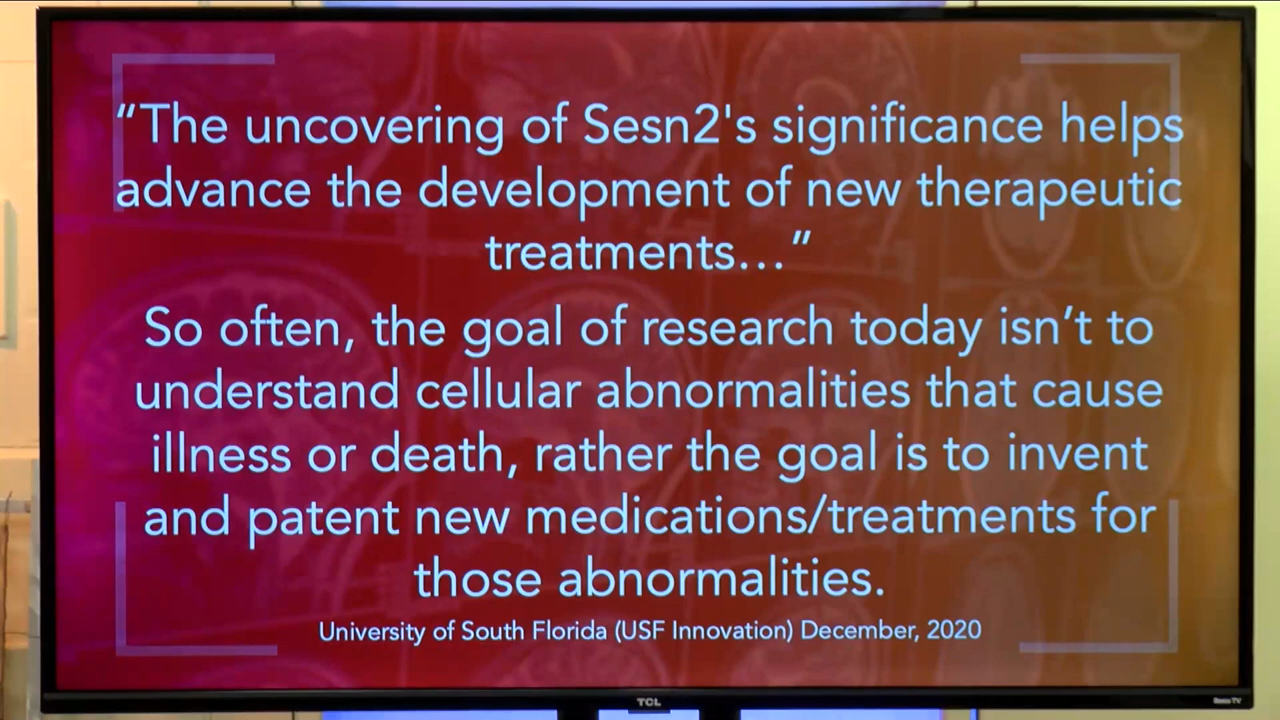 “The uncovering of Sesn2's significance helps
advance the development of new therapeutic
treatments…”
So often, the goal of research today isn’t to
understand cellular abnormalities that cause
illness or death, rather the goal is to invent
and patent new medications/treatments for
those abnormalities.
University of South Florida (USF Innovation) December, 2020
TCL
Roku TV